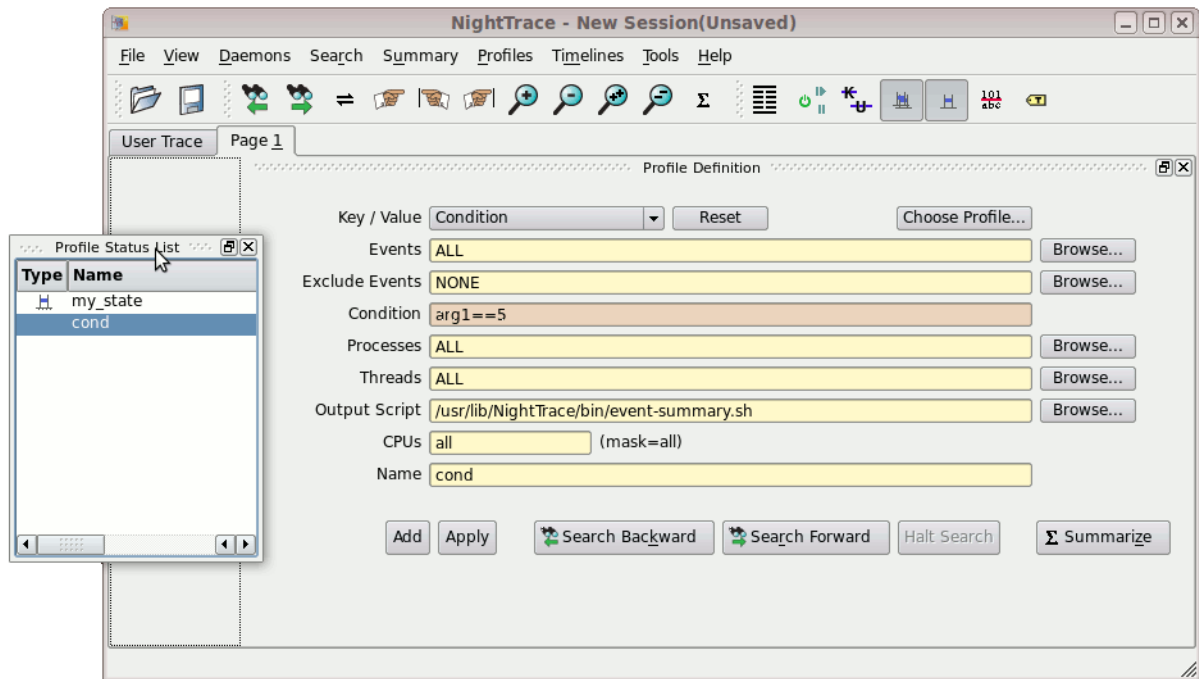 NightTrace - New Session(Unsaved)
File View Daemons Search Summary Profiles Timelines Tools Help
Σ 101 abc T
User Trace Page 1
Profile Definition
Key / Value Condition Reset Choose Profile...
Profile Status List
Events ALL Browse...
Type Name
Exclude Events NONE Browse...
my_state
Condition arg1==5
cond
Processes ALL Browse...
Threads ALL Browse...
Output Script /usr/lib/NightTrace/bin/event-summary.sh Browse...
CPUs all (mask=all)
Name cond
Add Apply Search Backward Search Forward Halt Search Σ Summarize